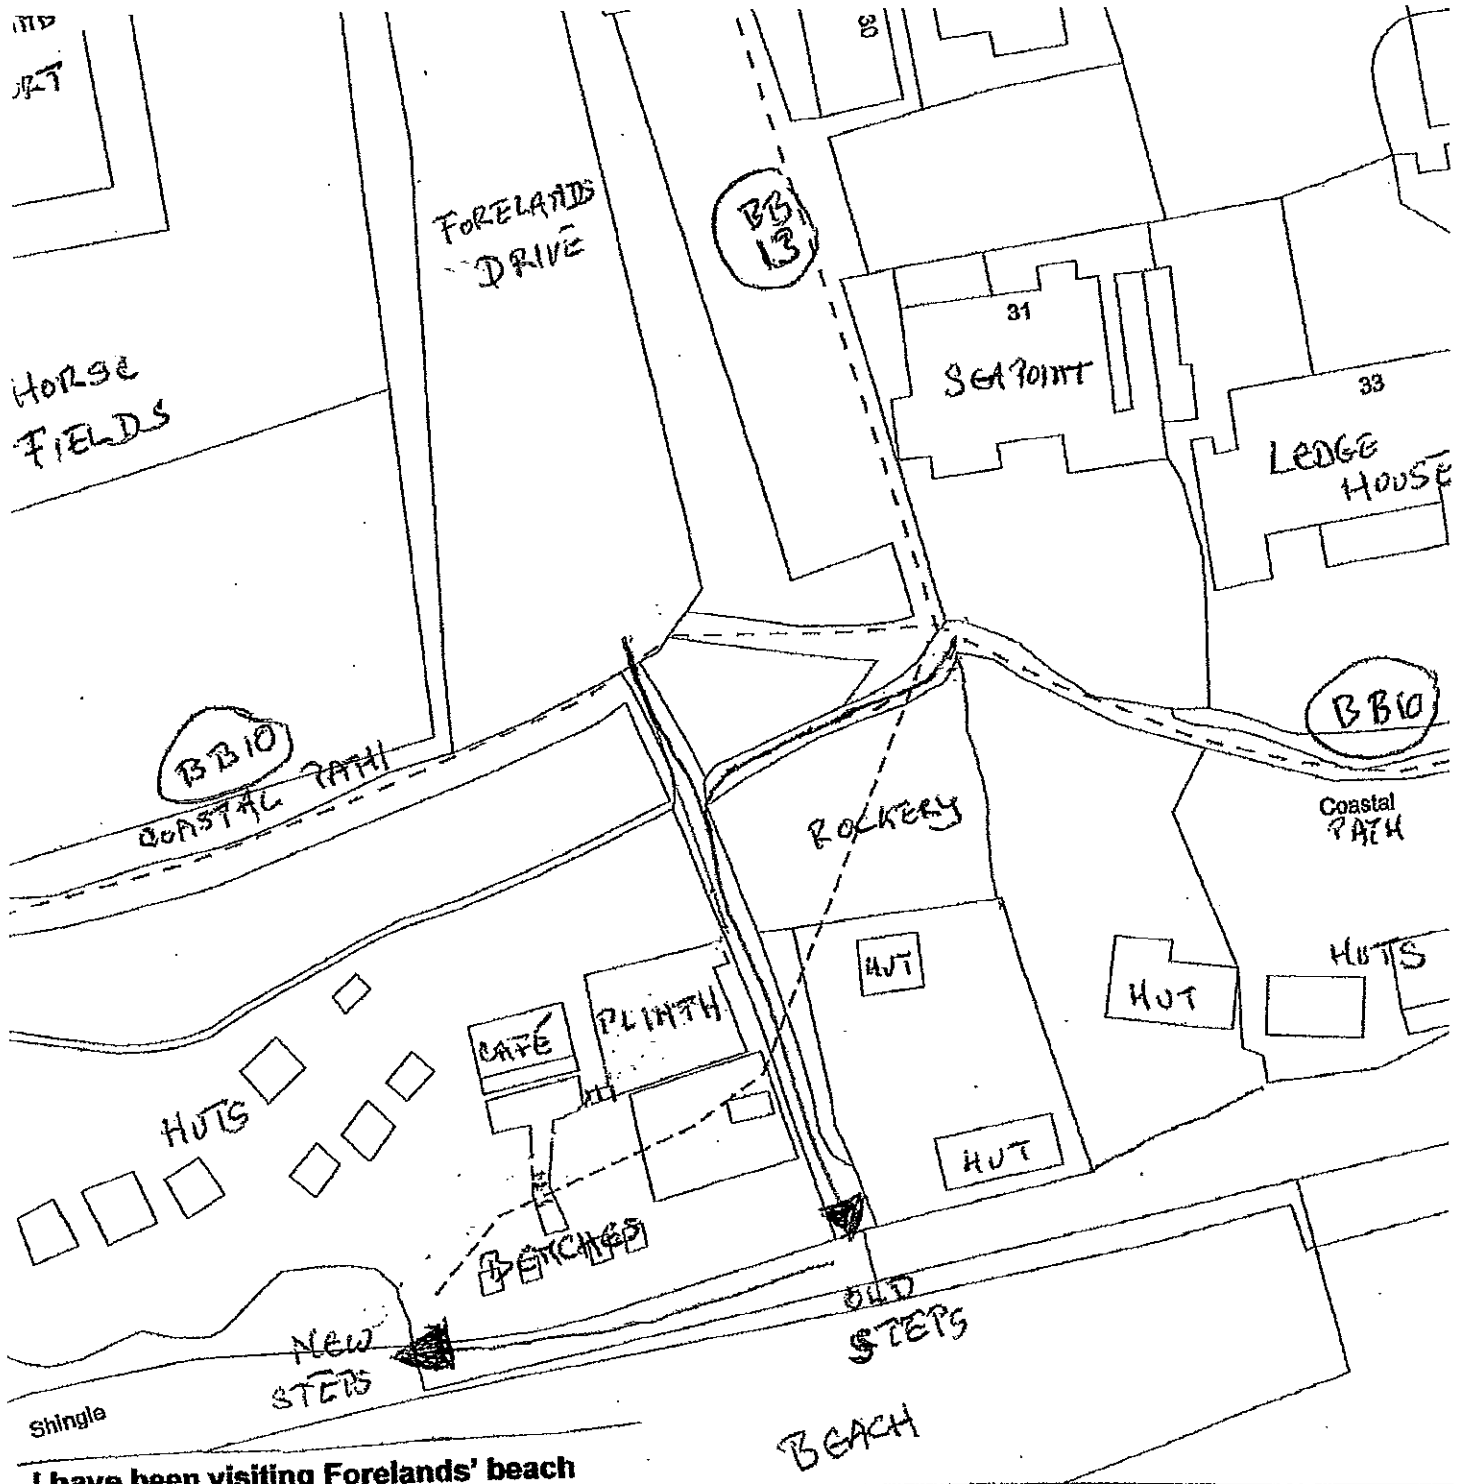 30
FORELANDS
DRIVE
BB
13
31
SEAPOINT
33
LEDGE
HOUSE
HORSE
FIELDS
BB10
COASTAL PATH
BB10
Coastal
PATH
ROCKERY
HUT
HUT
HUTS
CAFÉ
PLINTH
HUTS
HUT
BENCHES
OLD
STEPS
NEW
STEPS
Shingle
BEACH
I have been visiting Forelands' beach